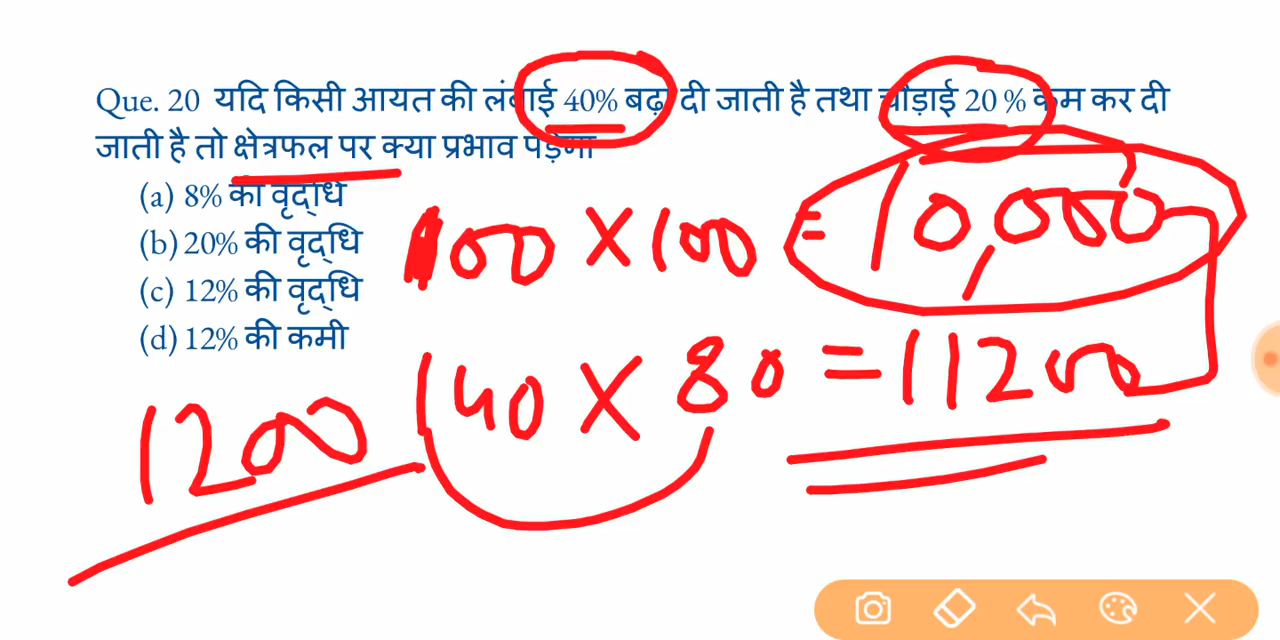 Que. 20 यदि किसी आयत की लंबाई 40% बढ़ा दी जाती है तथा चौड़ाई 20 % कम कर दी
जाती है तो क्षेत्रफल पर क्या प्रभाव पड़ेगा
(a) 8% की वृद्धि
(b) 20% की वृद्धि
(c) 12% की वृद्धि
(d) 12% की कमी
100 × 100 = 10,000
140 × 80 = 11200
1200